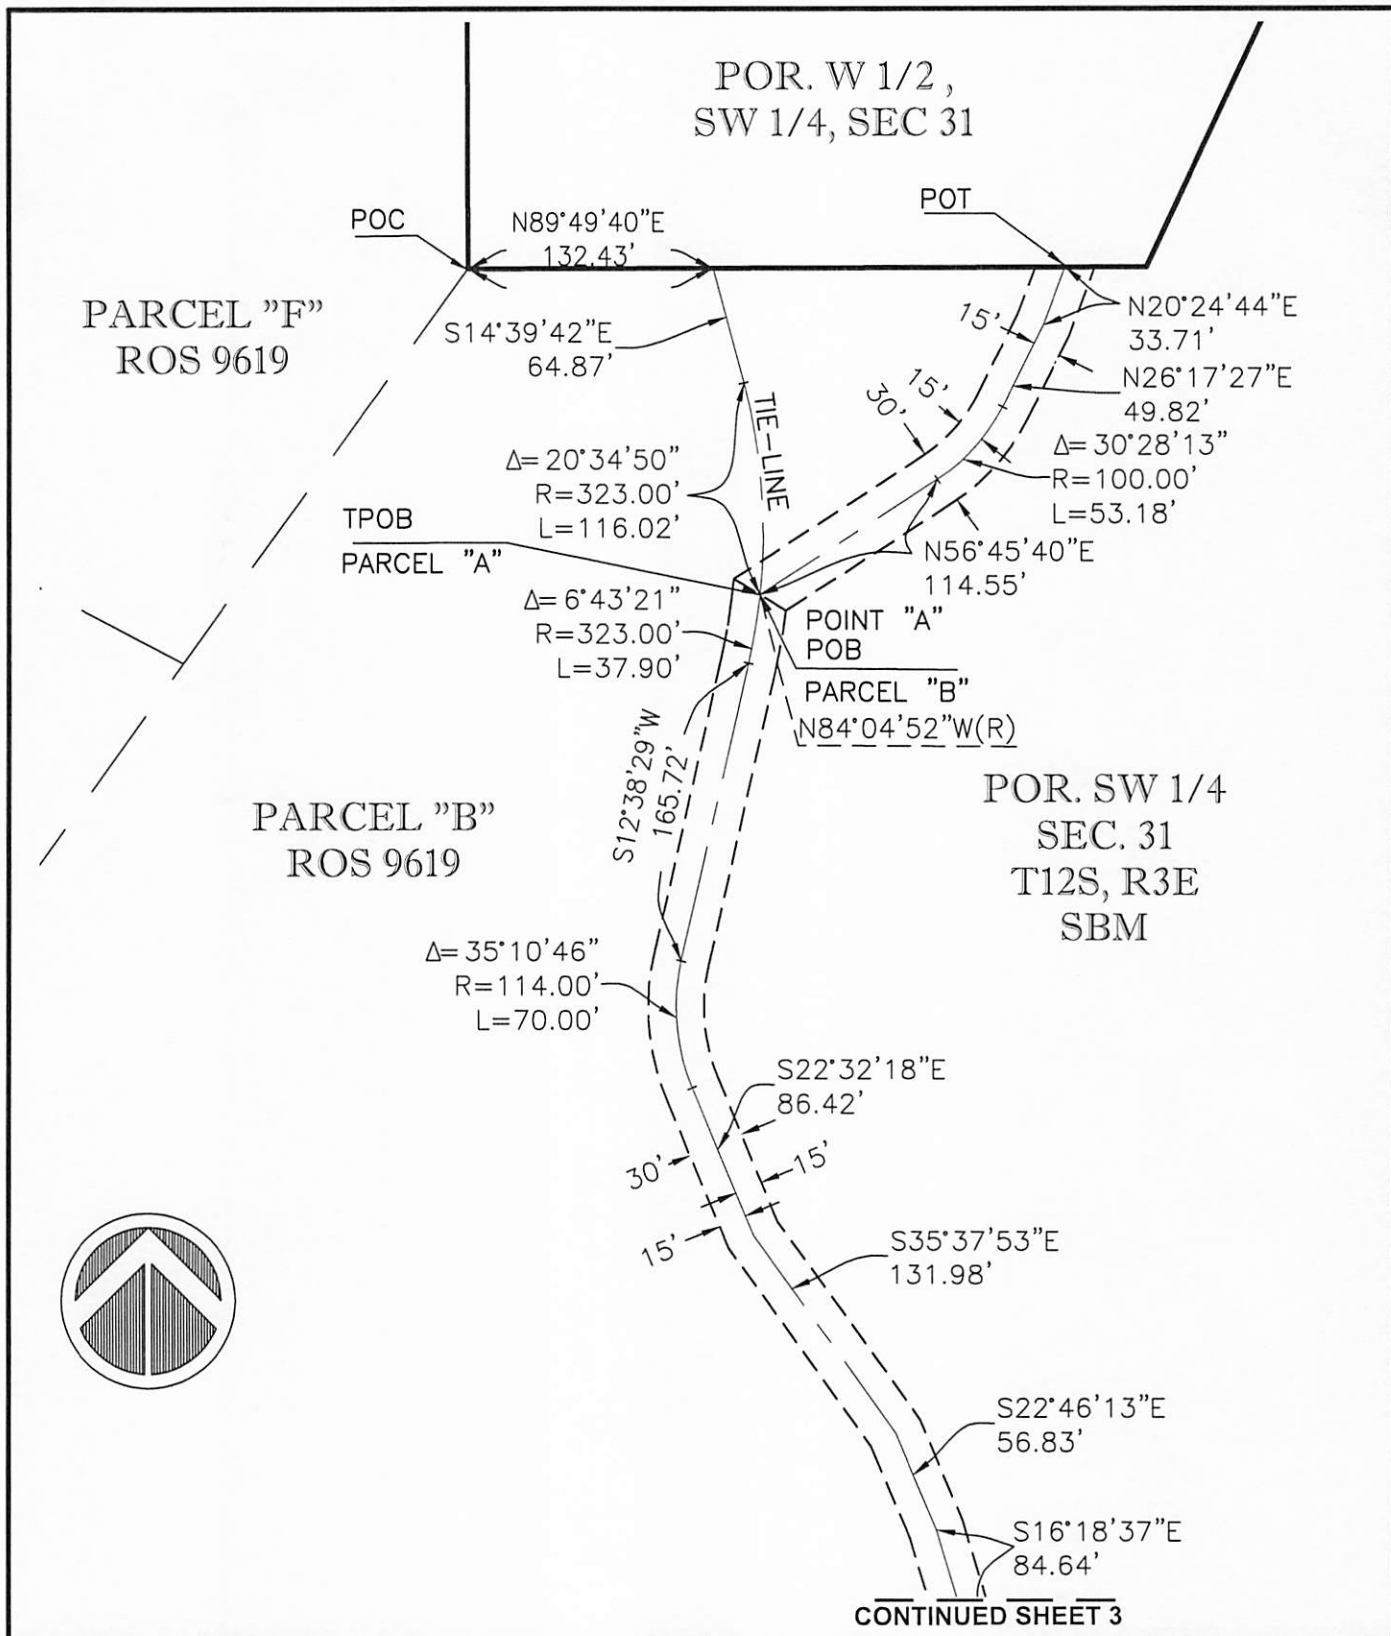 POR. W 1/2 ,
SW 1/4, SEC 31
POC
N89°49'40"E
132.43'
POT
PARCEL "F"
ROS 9619
S14°39'42"E
64.87'
15'
N20°24'44"E
33.71'
N26°17'27"E
49.82'
15'
30'
TIE-LINE
Δ=30°28'13"
R=100.00'
L=53.18'
Δ=20°34'50"
R=323.00'
L=116.02'
TPOB
PARCEL "A"
N56°45'40"E
114.55'
Δ=6°43'21"
R=323.00'
L=37.90'
POINT "A"
POB
PARCEL "B"
N84°04'52"W(R)
S12°38'29"W
165.72'
PARCEL "B"
ROS 9619
POR. SW 1/4
SEC. 31
T12S, R3E
SBM
Δ=35°10'46"
R=114.00'
L=70.00'
S22°32'18"E
86.42'
30'
15'
15'
S35°37'53"E
131.98'
S22°46'13"E
56.83'
S16°18'37"E
84.64'
CONTINUED SHEET 3